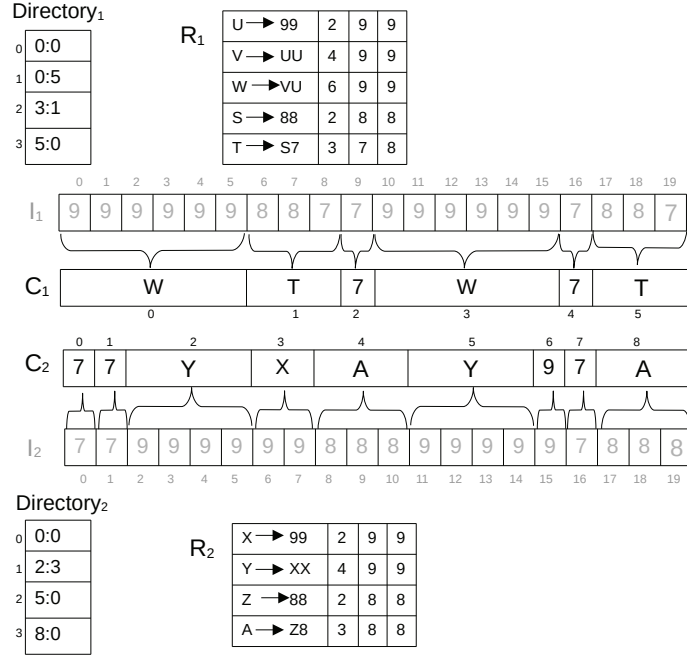 Directory1
0 0:0
1 0:5
2 3:1
3 5:0
R1
U → 99 2 9 9
V → UU 4 9 9
W → VU 6 9 9
S → 88 2 8 8
T → S7 3 7 8
0 1 2 3 4 5 6 7 8 9 10 11 12 13 14 15 16 17 18 19
I1 9 9 9 9 9 9 8 8 7 7 9 9 9 9 9 9 7 8 8 7
C1 W T 7 W 7 T
0 1 2 3 4 5
0 1 2 3 4 5 6 7 8
C2 7 7 Y X A Y 9 7 A
I2 7 7 9 9 9 9 9 9 8 8 8 9 9 9 9 9 7 8 8 8
0 1 2 3 4 5 6 7 8 9 10 11 12 13 14 15 16 17 18 19
Directory2
0 0:0
1 2:3
2 5:0
3 8:0
R2
X → 99 2 9 9
Y → XX 4 9 9
Z → 88 2 8 8
A → Z8 3 8 8